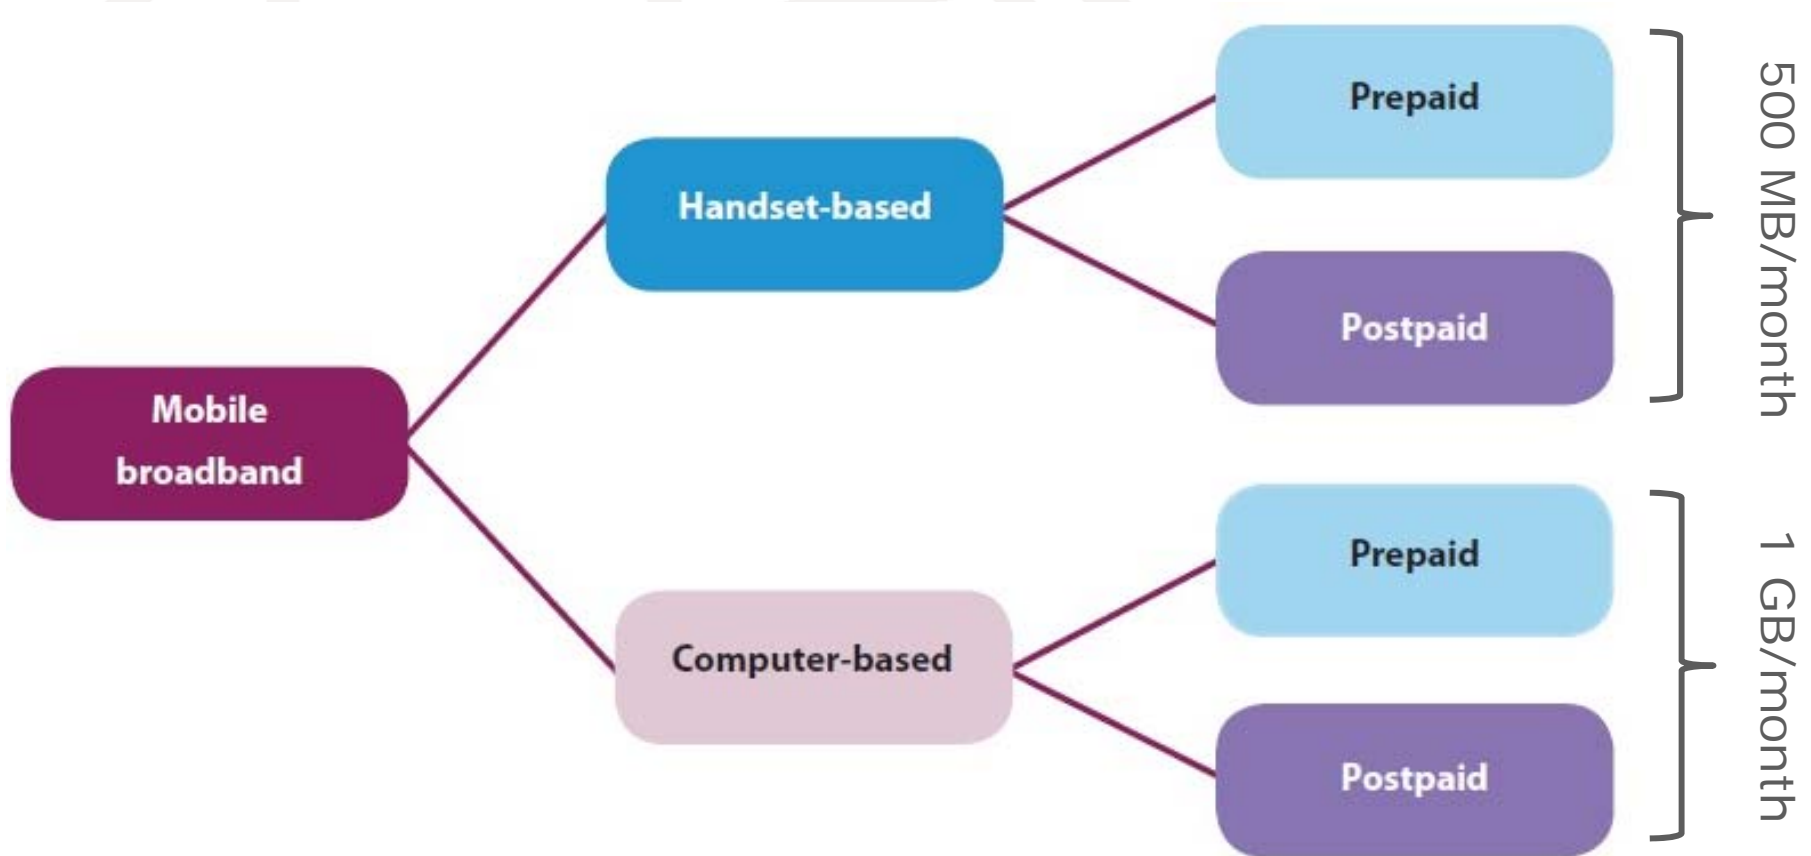 Mobile
broadband
Handset-based
Prepaid
Postpaid
500 MB/month
Computer-based
Prepaid
Postpaid
1 GB/month